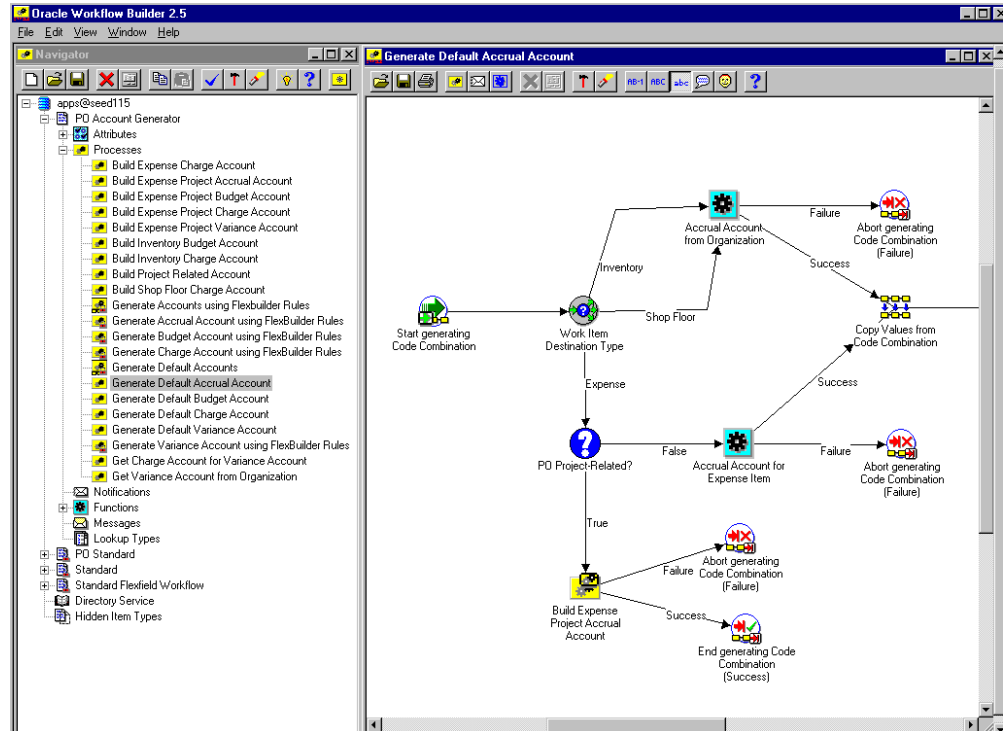 Oracle Workflow Builder 2.5
File Edit View Window Help
Navigator
apps@seed115
PO Account Generator
Attributes
Processes
Build Expense Charge Account
Build Expense Project Accrual Account
Build Expense Project Budget Account
Build Expense Project Charge Account
Build Expense Project Variance Account
Build Inventory Budget Account
Build Inventory Charge Account
Build Project Related Account
Build Shop Floor Charge Account
Generate Accounts using Flexbuilder Rules
Generate Accrual Account using FlexBuilder Rules
Generate Budget Account using FlexBuilder Rules
Generate Charge Account using FlexBuilder Rules
Generate Default Accounts
Generate Default Accrual Account
Generate Default Budget Account
Generate Default Charge Account
Generate Default Variance Account
Generate Variance Account using FlexBuilder Rules
Get Charge Account for Variance Account
Get Variance Account from Organization
Notifications
Functions
Messages
Lookup Types
PO Standard
Standard
Standard Flexfield Workflow
Directory Service
Hidden Item Types
Generate Default Accrual Account
AB-1 ABC abc
Start generating
Code Combination
Work Item
Destination Type
Inventory
Shop Floor
Expense
Accrual Account
from Organization
Failure
Abort generating
Code Combination
(Failure)
Success
Copy Values from
Code Combination
PO Project-Related?
False
Accrual Account for
Expense Item
Success
Failure
Abort generating
Code Combination
(Failure)
True
Build Expense
Project Accrual
Account
Failure
Abort generating
Code Combination
(Failure)
Success
End generating Code
Combination
(Success)